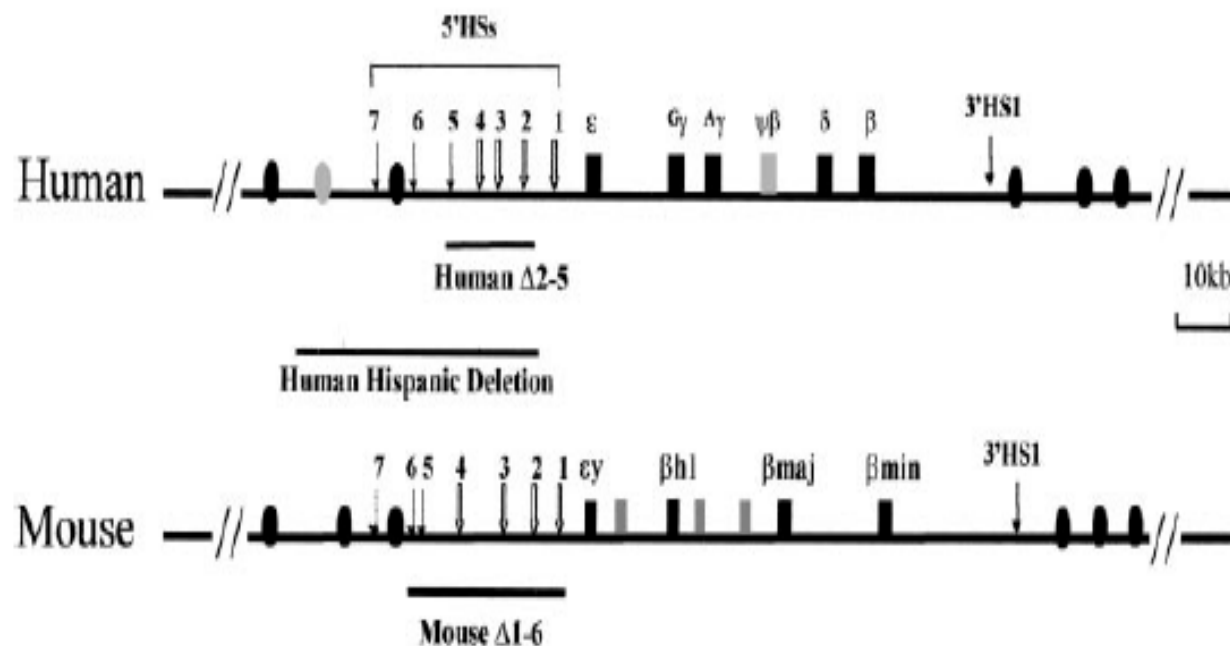 5'HSs
7 6 5 4 3 2 1 ε Gγ Aγ ψβ δ β 3'HS1
Human
10kb
Human Δ2-5
Human Hispanic Deletion
7 6 5 4 3 2 1 εy βh1 βmaj βmin 3'HS1
Mouse
Mouse Δ1-6